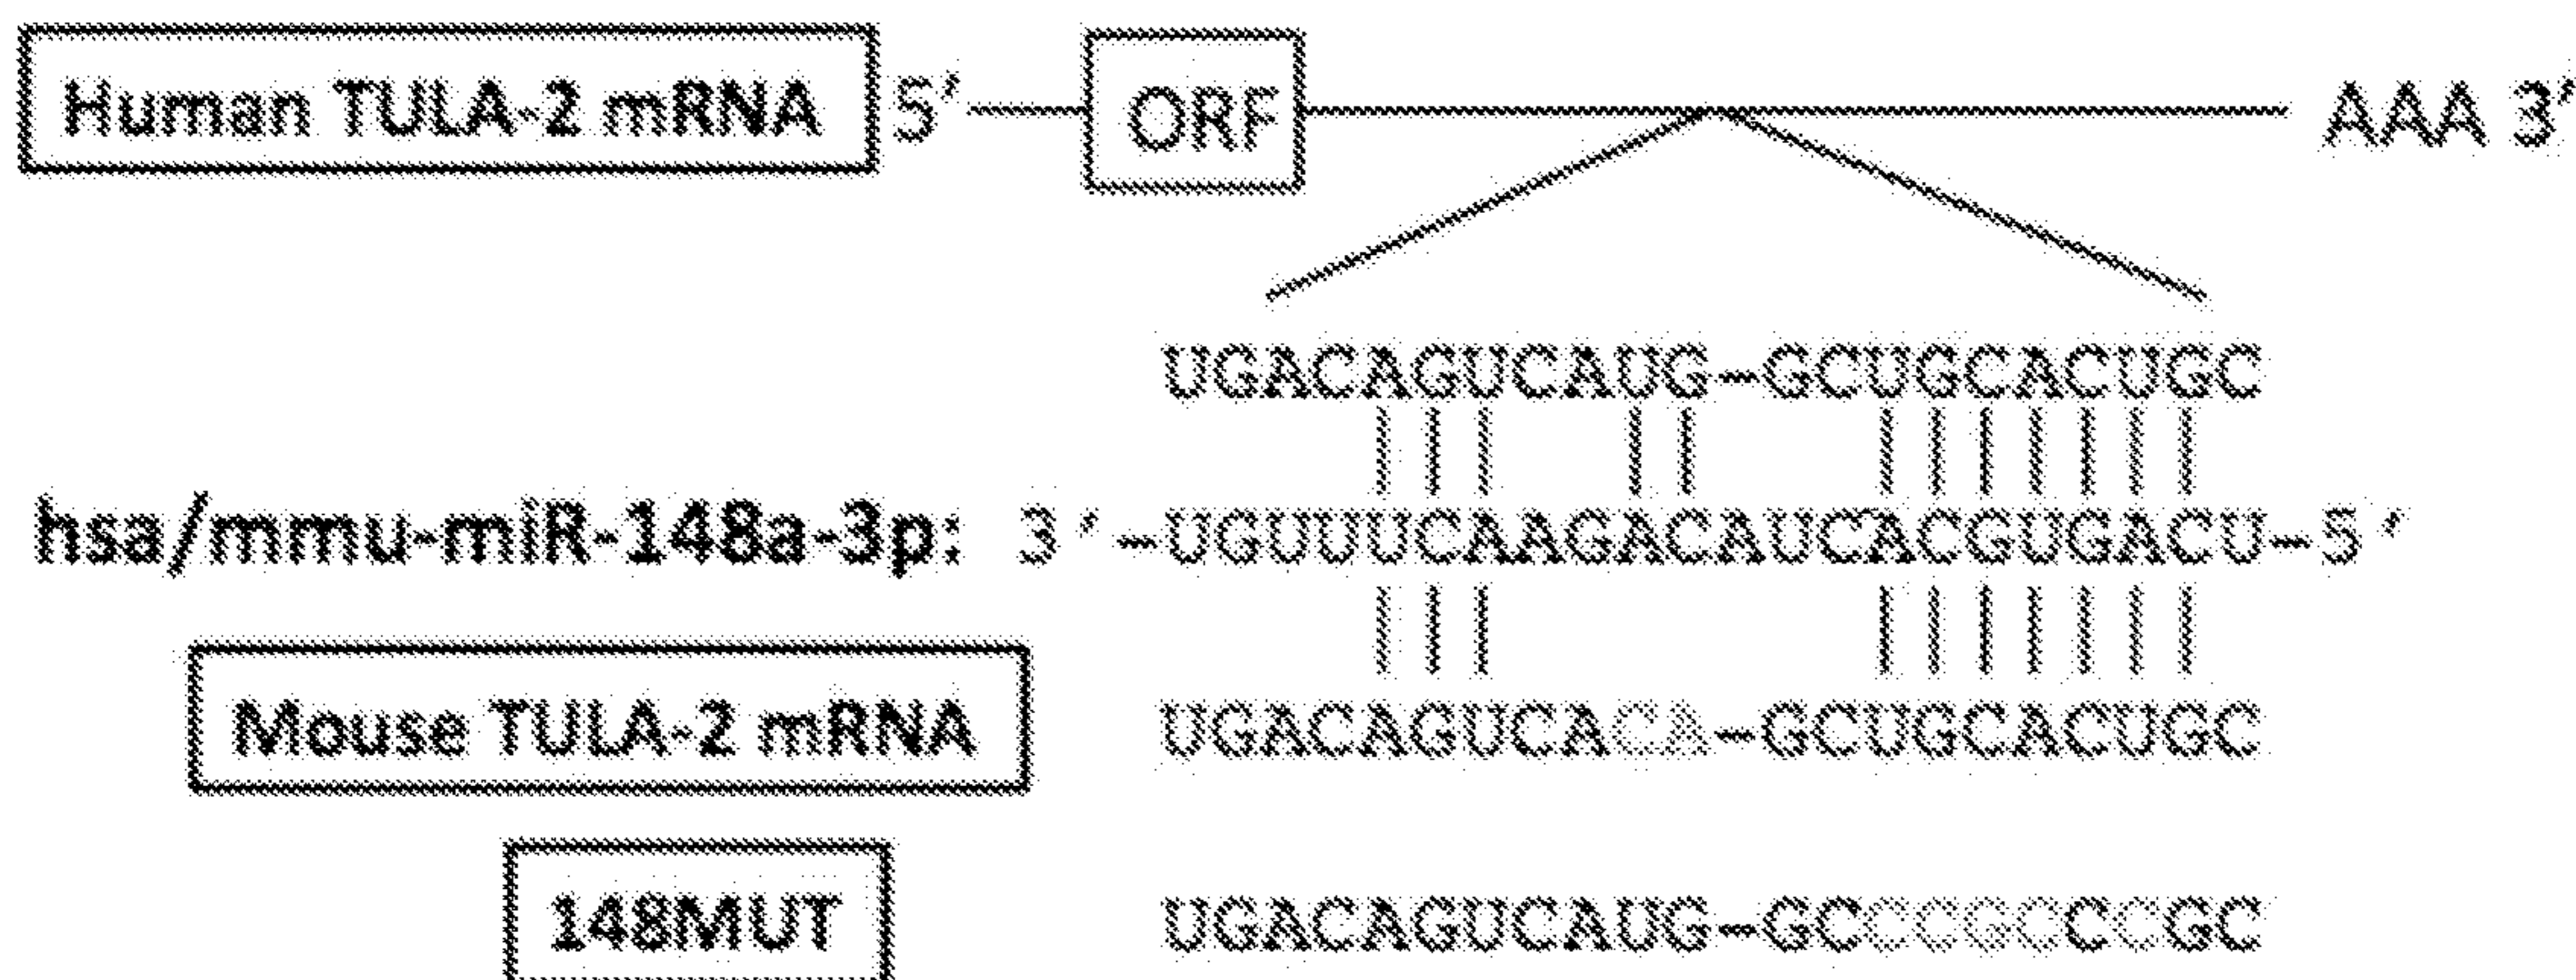 Human TULA-2 mRNA 5’ ORF AAA 3’
UGACAGUCAUG-GCUGCACUGC
hsa/mmu-miR-148a-3p: 3’-UGUUUCAAGACAUCACGUGACU-5’
Mouse TULA-2 mRNA UGACAGUCACA-GCUGCACUGC
148MUT UGACAGUCAUG-GCCCGCCCGC